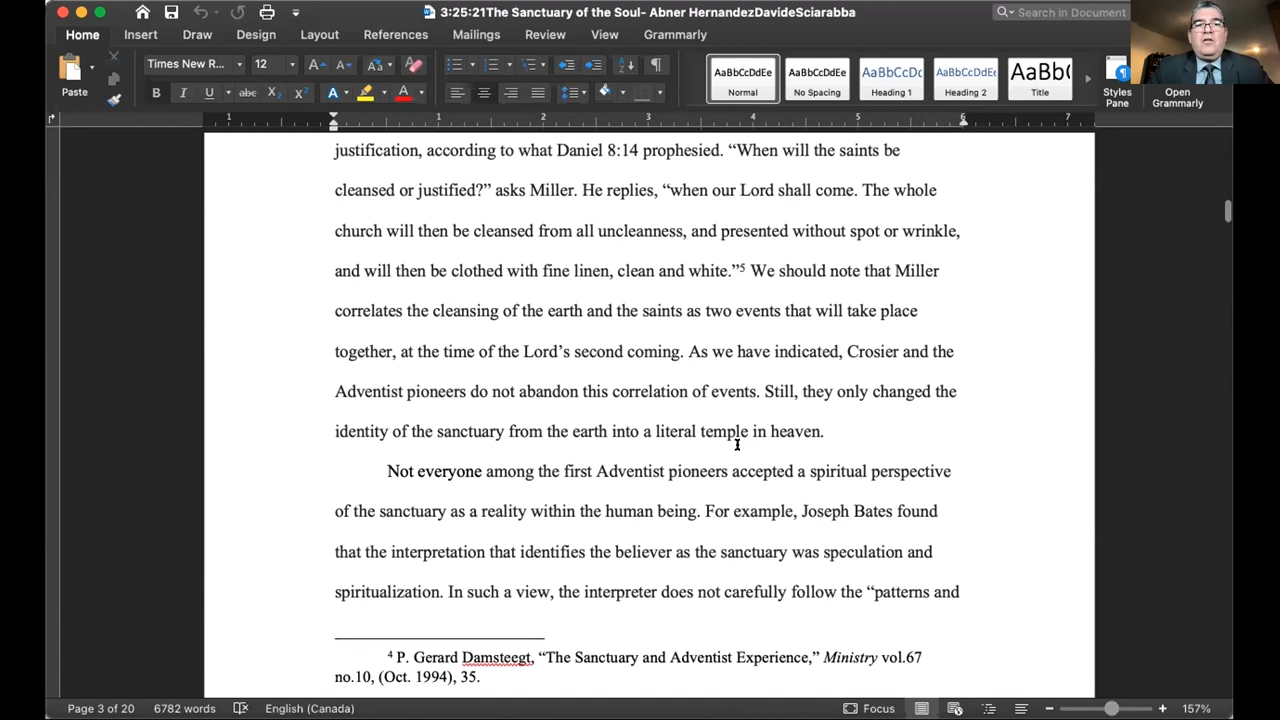 3:25:21The Sanctuary of the Soul- Abner HernandezDavideSciarabba
Search in Document
Home Insert Draw Design Layout References Mailings Review View Grammarly
Paste
Times New R... 12
AaBbCcDdEe AaBbCcDdEe AaBbCcDc AaBbCcDdEe AaBbC
Normal No Spacing Heading 1 Heading 2 Title
Styles Pane
Open Grammarly
1 1 2 3 4 5 6 7
justification, according to what Daniel 8:14 prophesied. “When will the saints be
cleansed or justified?” asks Miller. He replies, “when our Lord shall come. The whole
church will then be cleansed from all uncleanness, and presented without spot or wrinkle,
and will then be clothed with fine linen, clean and white.”5 We should note that Miller
correlates the cleansing of the earth and the saints as two events that will take place
together, at the time of the Lord’s second coming. As we have indicated, Crosier and the
Adventist pioneers do not abandon this correlation of events. Still, they only changed the
identity of the sanctuary from the earth into a literal temple in heaven.
Not everyone among the first Adventist pioneers accepted a spiritual perspective
of the sanctuary as a reality within the human being. For example, Joseph Bates found
that the interpretation that identifies the believer as the sanctuary was speculation and
spiritualization. In such a view, the interpreter does not carefully follow the “patterns and
4 P. Gerard Damsteegt, “The Sanctuary and Adventist Experience,” Ministry vol.67
no.10, (Oct. 1994), 35.
Page 3 of 20 6782 words English (Canada) Focus 157%